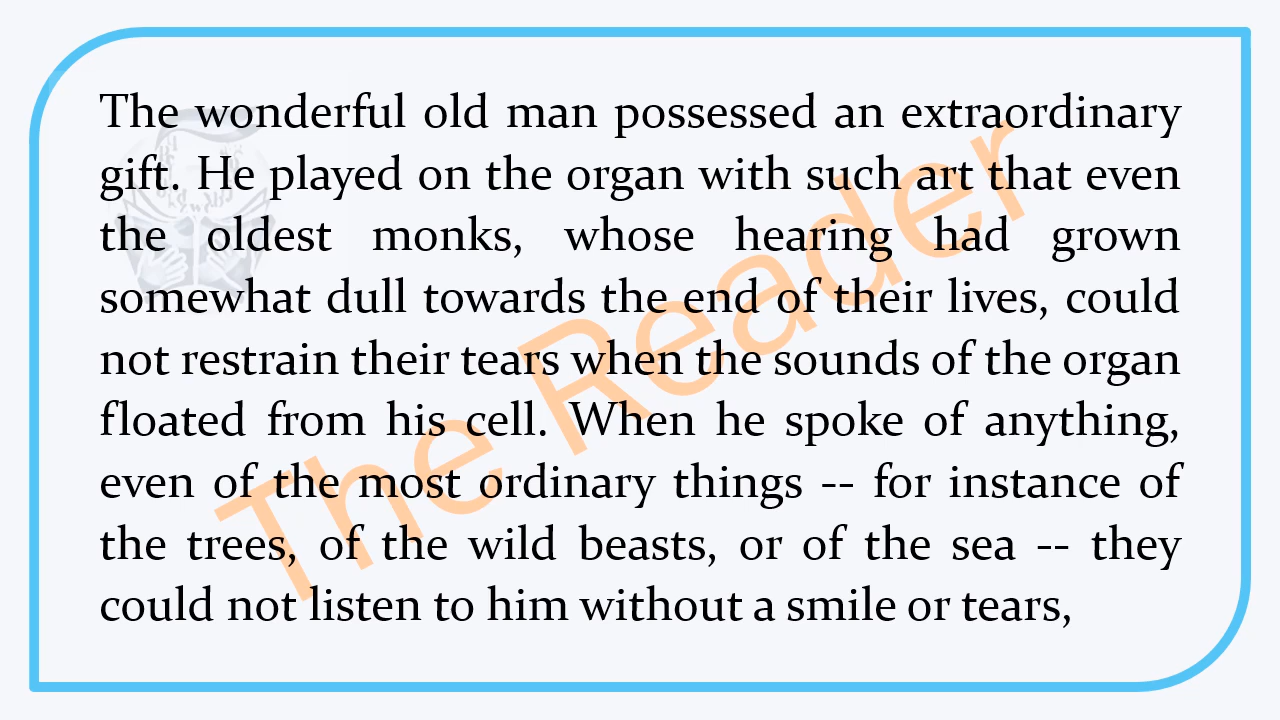 The wonderful old man possessed an extraordinary
gift. He played on the organ with such art that even
the oldest monks, whose hearing had grown
somewhat dull towards the end of their lives, could
not restrain their tears when the sounds of the organ
floated from his cell. When he spoke of anything,
even of the most ordinary things -- for instance of
the trees, of the wild beasts, or of the sea -- they
could not listen to him without a smile or tears,
The Reader